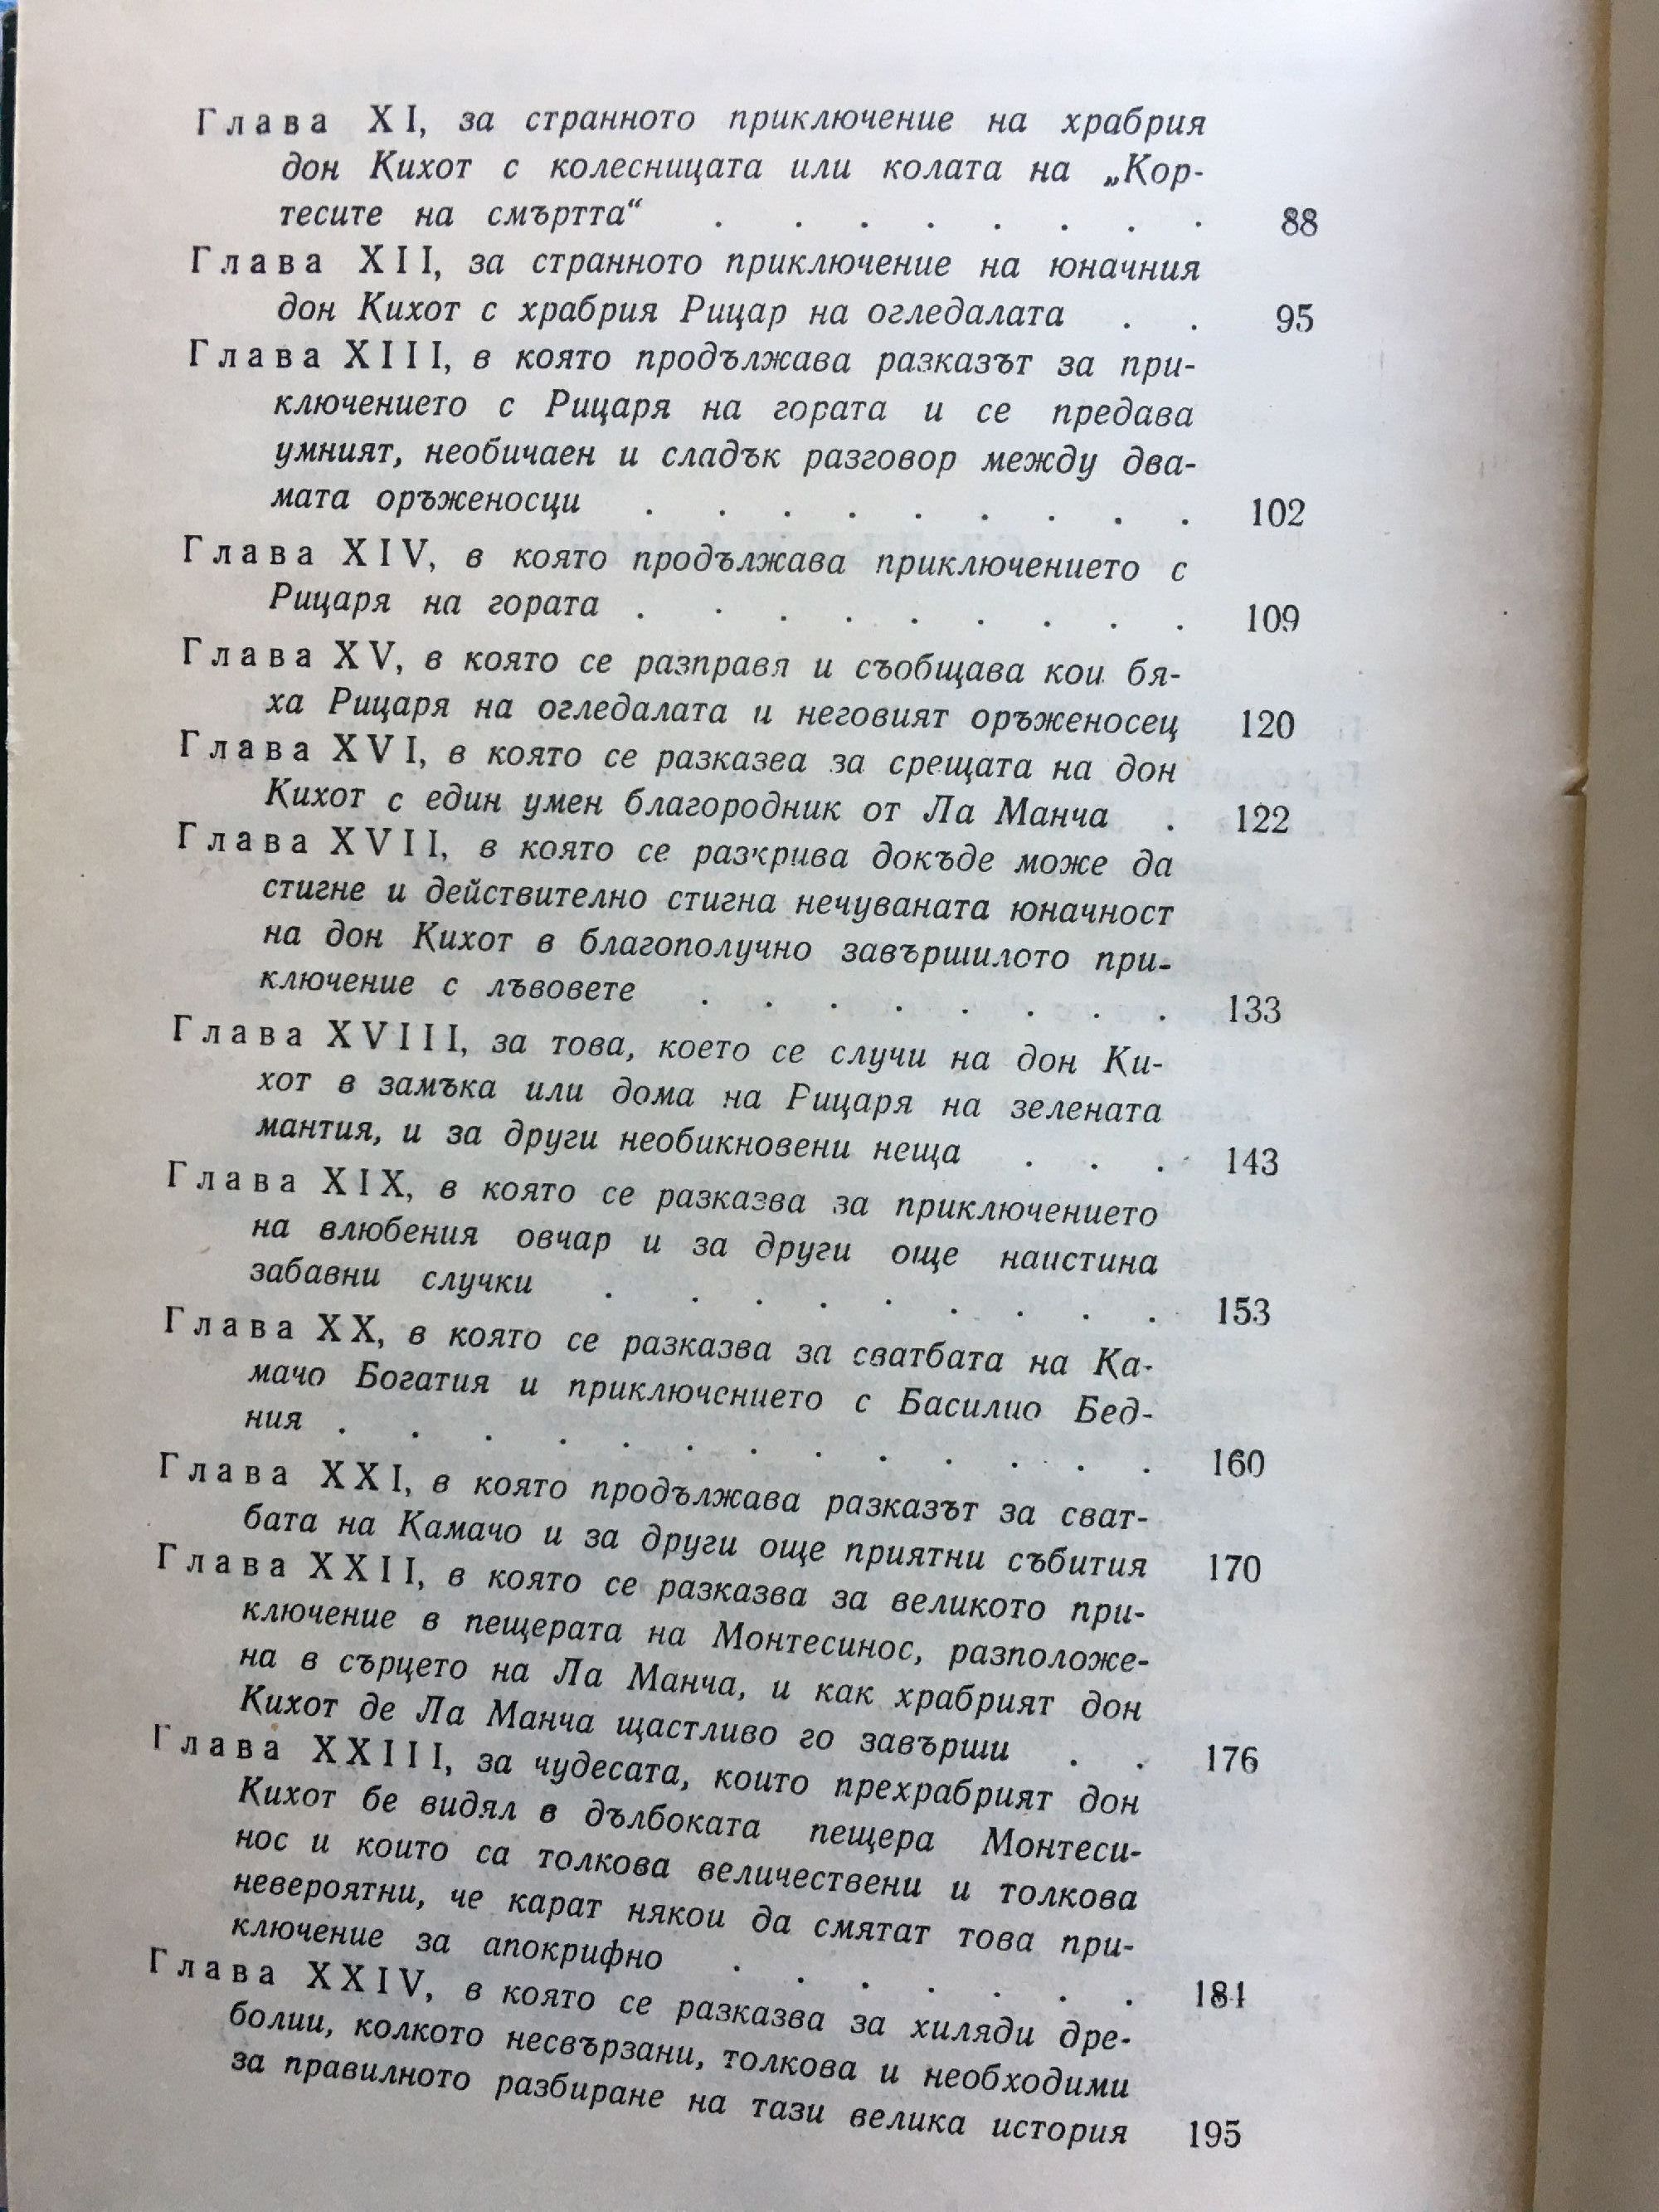 Глава XI, за странното приключение на храбрия
дон Кихот с колесницата или колата на „Кор-
тесите на смъртта“ . . . . . . . . 88
Глава XII, за странното приключение на юначния
дон Кихот с храбрия Рицар на огледалата . . 95
Глава XIII, в която продължава разказът за при-
ключението с Рицаря на гората и се предава
умният, необичаен и сладък разговор между два-
мата оръженосци . . . . . . . . . 102
Глава XIV, в която продължава приключението с
Рицаря на гората . . . . . . . . . 109
Глава XV, в която се разправя и съобщава кои бя-
ха Рицаря на огледалата и неговият оръженосец 120
Глава XVI, в която се разказеа за срещата на дон
Кихот с един умен благородник от Ла Манча . 122
Глава XVII, в която се разкрива докъде може да
стигне и действително стигна нечуваната юначност
на дон Кихот в благополучно завършилото при-
ключение с лъвовете . . . . . . . . 133
Глава XVIII, за това, което се случи на дон Ки-
хот в замъка или дома на Рицаря на зелената
мантия, и за други необикновени неща . . . 143
Глава XIX, в която се разказва за приключението
на влюбения овчар и за други още наистина
забавни случки . . . . . . . . . 153
Глава XX, в която се разказва за сватбата на Ка-
мачо Богатия и приключението с Басилио Бед-
ния . . . . . . . . . . . . . 160
Глава XXI, в която продължава разказът за сват-
бата на Камачо и за други още приятни събития 170
Глава XXII, в която се разказва за великото при-
ключение в пещерата на Монтесинос, разположе-
на в сърцето на Ла Манча, и как храбрият дон
Кихот де Ла Манча щастливо го завърши . . 176
Глава XXIII, за чудесата, които прехрабрият дон
Кихот бе видял в дълбоката пещера Монтеси-
нос и които са толкова величествени и толкова
невероятни, че карат някои да смятат това при-
ключение за апокрифно . . . . . . . 181
Глава XXIV, в която се разказва за хиляди дре-
болии, колкото несвързани, толкова и необходими
за правилното разбиране на тази велика история 195